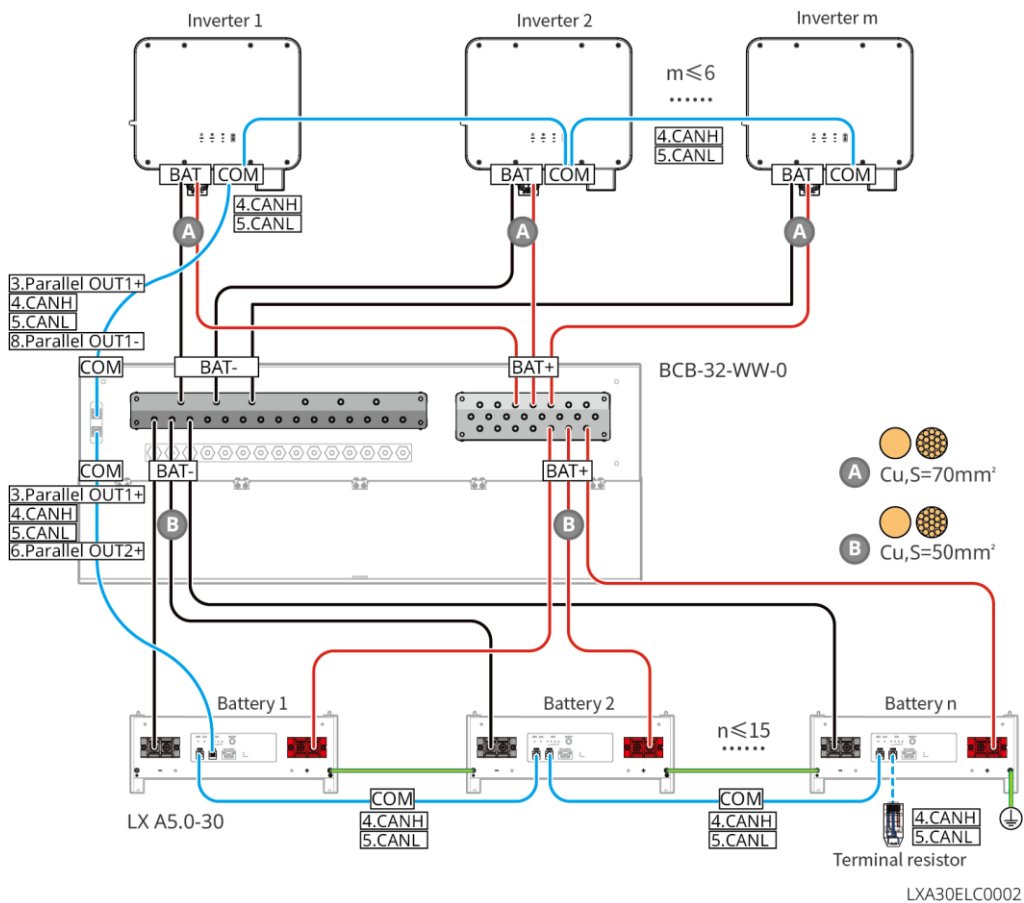 Inverter 1
Inverter 2
Inverter m
m≤6
......
4.CANH
5.CANL
BAT
COM
BAT
COM
BAT
COM
4.CANH
5.CANL
A
A
A
3.Parallel OUT1+
4.CANH
5.CANL
8.Parallel OUT1-
COM
BAT-
BAT+
BCB-32-WW-0
COM
BAT-
BAT+
A
Cu,S=70mm²
3.Parallel OUT1+
4.CANH
5.CANL
6.Parallel OUT2+
B
B
B
Cu,S=50mm²
Battery 1
Battery 2
Battery n
n≤15
......
- +
- +
- +
LX A5.0-30
COM
4.CANH
5.CANL
COM
4.CANH
5.CANL
4.CANH
5.CANL
Terminal resistor
LXA30ELC0002